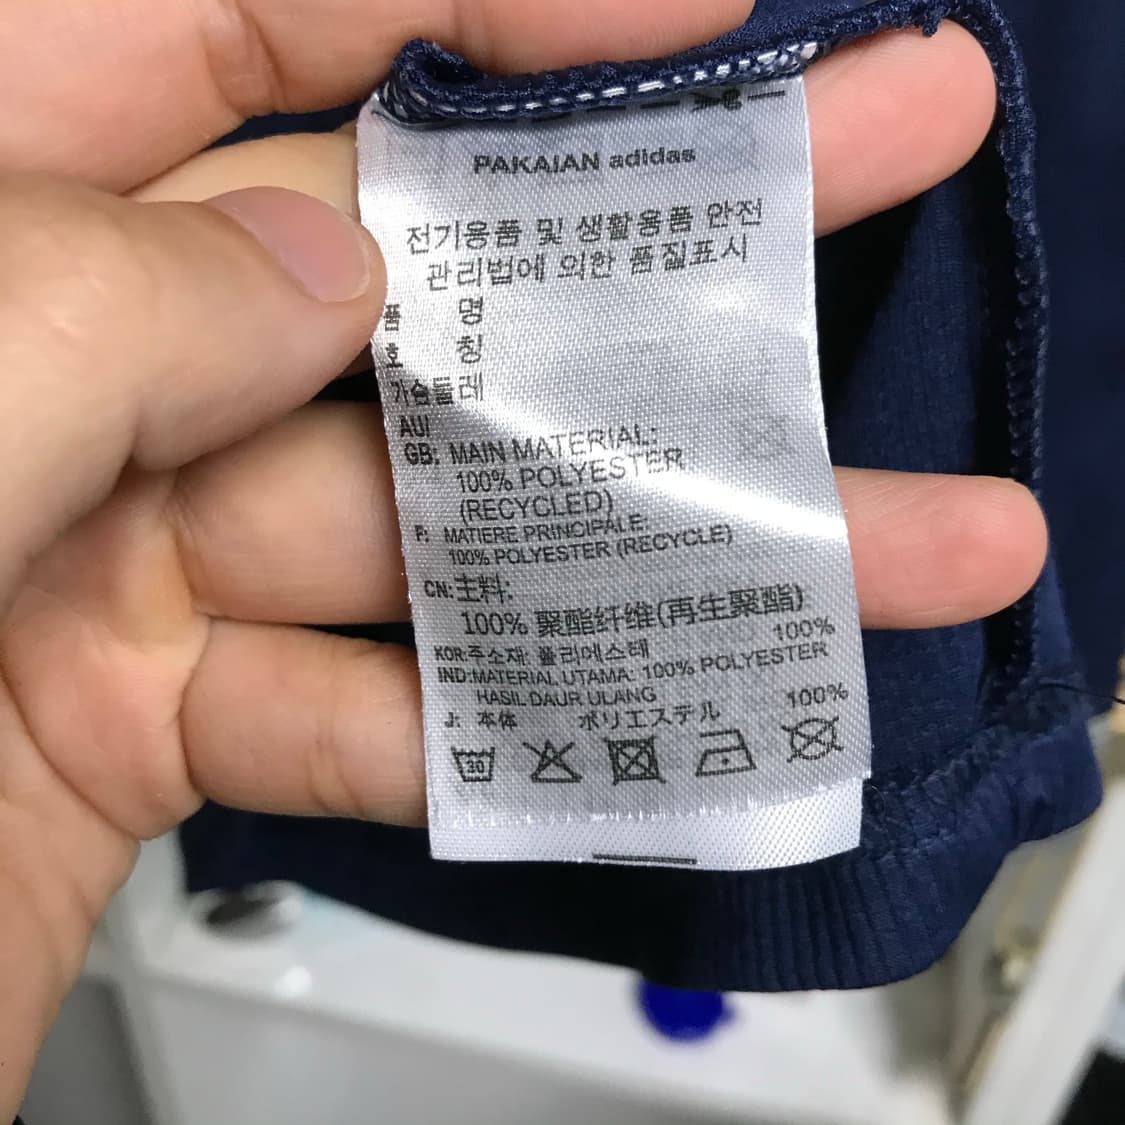 PAKAIAN adidas
전기용품 및 생활용품 안전
관리법에 의한 품질표시
품 명
호 칭
가슴둘레
AU/
GB: MAIN MATERIAL:
100% POLYESTER
(RECYCLED)
F: MATIERE PRINCIPALE:
100% POLYESTER (RECYCLE)
CN: 主料:
100% 聚酯纤维(再生聚酯)
KOR: 주소재: 폴리에스테 100%
IND: MATERIAL UTAMA: 100% POLYESTER
HASIL DAUR ULANG
J: 本体 ポリエステル 100%
30